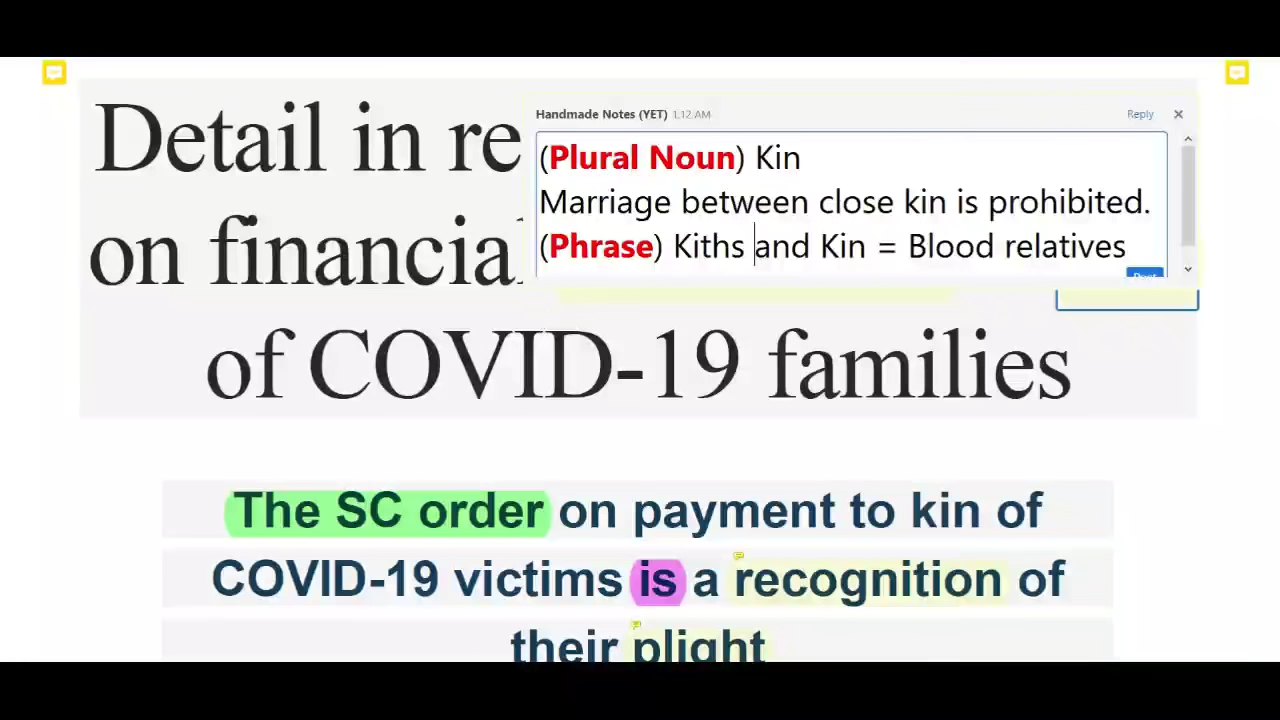 Detail in re
on financial
of COVID-19 families
Handmade Notes (YET) 1:12 AM
Reply
(Plural Noun) Kin
Marriage between close kin is prohibited.
(Phrase) Kiths and Kin = Blood relatives
Post
The SC order on payment to kin of
COVID-19 victims is a recognition of
their plight